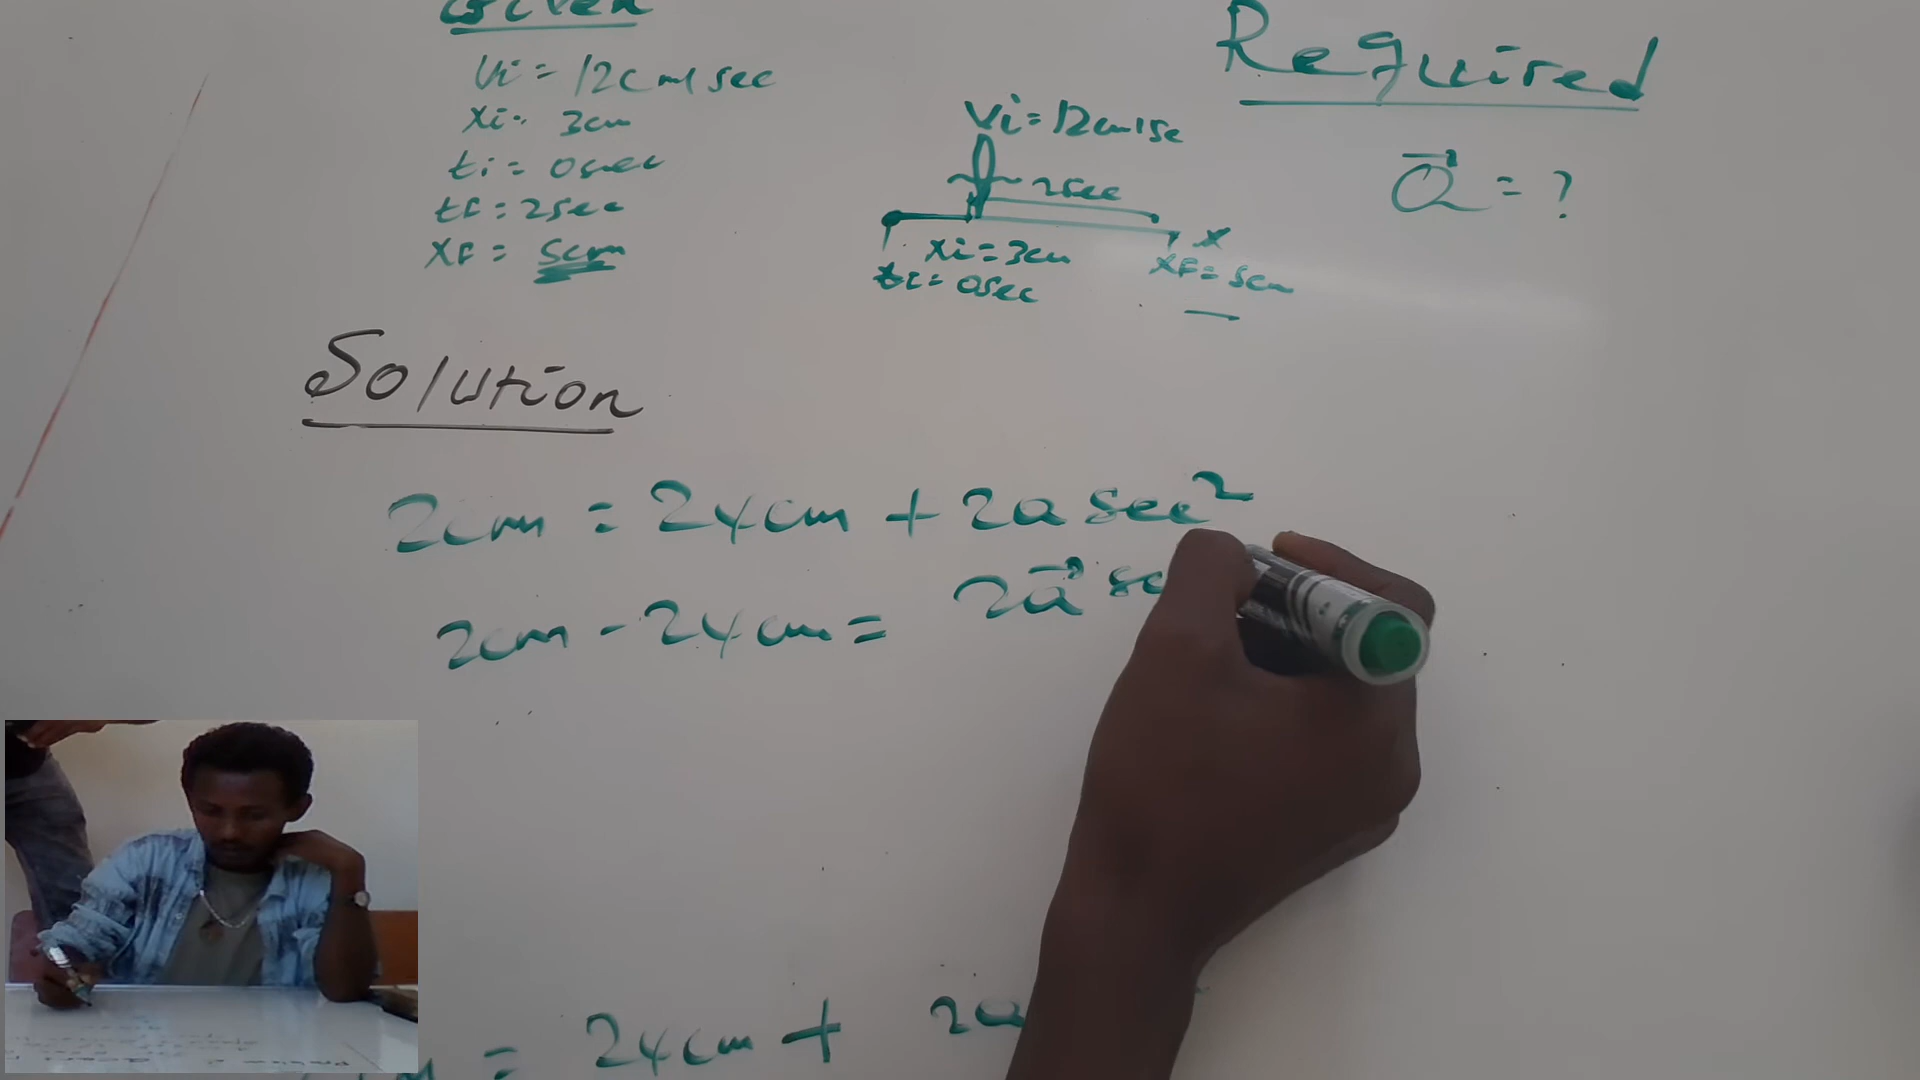 Given
Vi = 12cm/sec
xi = 3cm
ti = 0sec
tf = 2sec
xf = 5cm
Required
a = ?
Vi = 12cm/se
2sec
xi = 3cm
x
ti = 0sec
xf = 5cm
Solution
2cm = 24cm + 2a sec²
2cm - 24cm = 2a se
= 24cm + 2a